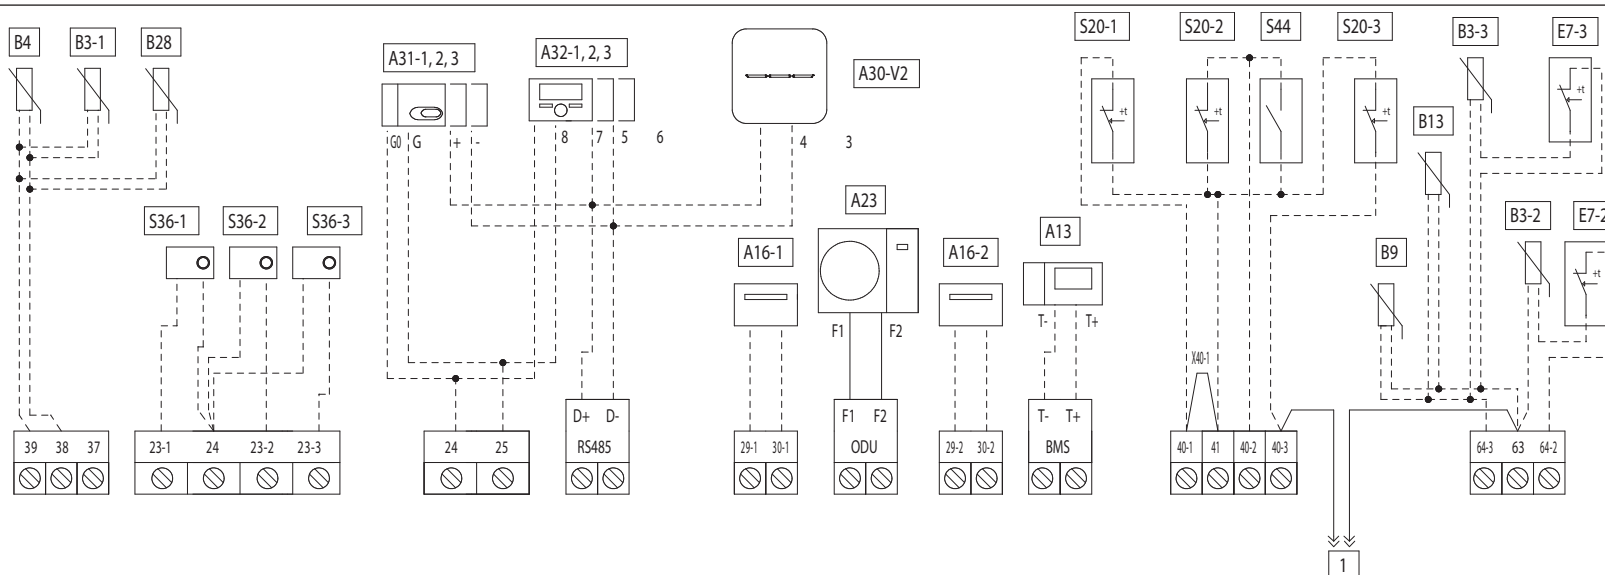 S20-1 S20-2 S44 S20-3
B4 B3-1 B28 B3-3 E7-3
A31-1, 2, 3 A32-1, 2, 3
A30-V2
+t +t +t +t
B13
G0 G + - 8 7 5 6 4 3
A23
S36-1 S36-2 S36-3 B3-2 E7-2
A13
A16-1 A16-2 B9
+t
T- T+
F1 F2
X40-1
D+ D- F1 F2 T- T+
39 38 37 23-1 24 23-2 23-3 24 25 RS485 29-1 30-1 ODU 29-2 30-2 BMS 40-1 41 40-2 40-3 64-3 63 64-2
1